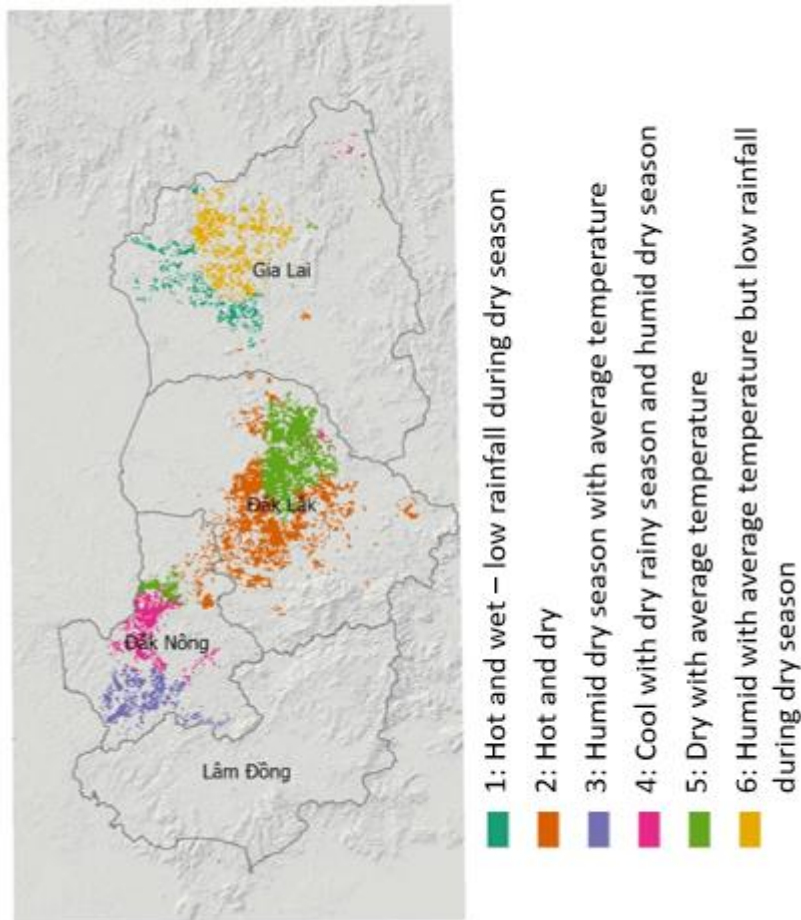 Gia Lai
Đắk Lắk
Đắk Nông
Lâm Đồng
1: Hot and wet – low rainfall during dry season
2: Hot and dry
3: Humid dry season with average temperature
4: Cool with dry rainy season and humid dry season
5: Dry with average temperature
6: Humid with average temperature but low rainfall
during dry season